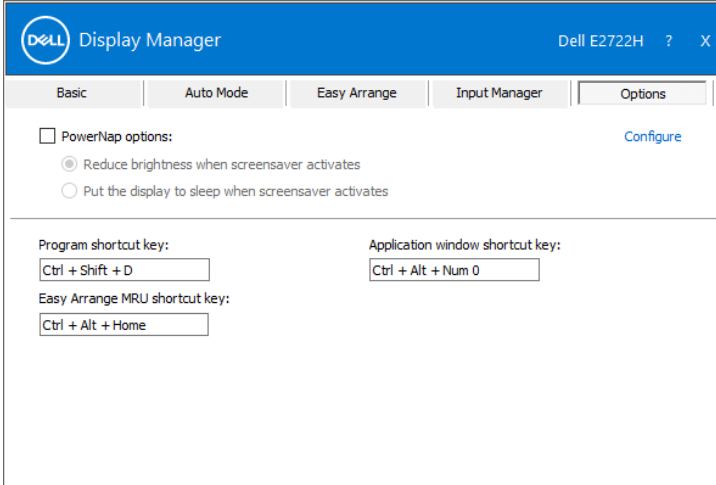 DELL Display Manager Dell E2722H ? X
Basic Auto Mode Easy Arrange Input Manager Options
PowerNap options: Configure
Reduce brightness when screensaver activates
Put the display to sleep when screensaver activates
Program shortcut key: Application window shortcut key:
Ctrl + Shift + D Ctrl + Alt + Num 0
Easy Arrange MRU shortcut key:
Ctrl + Alt + Home